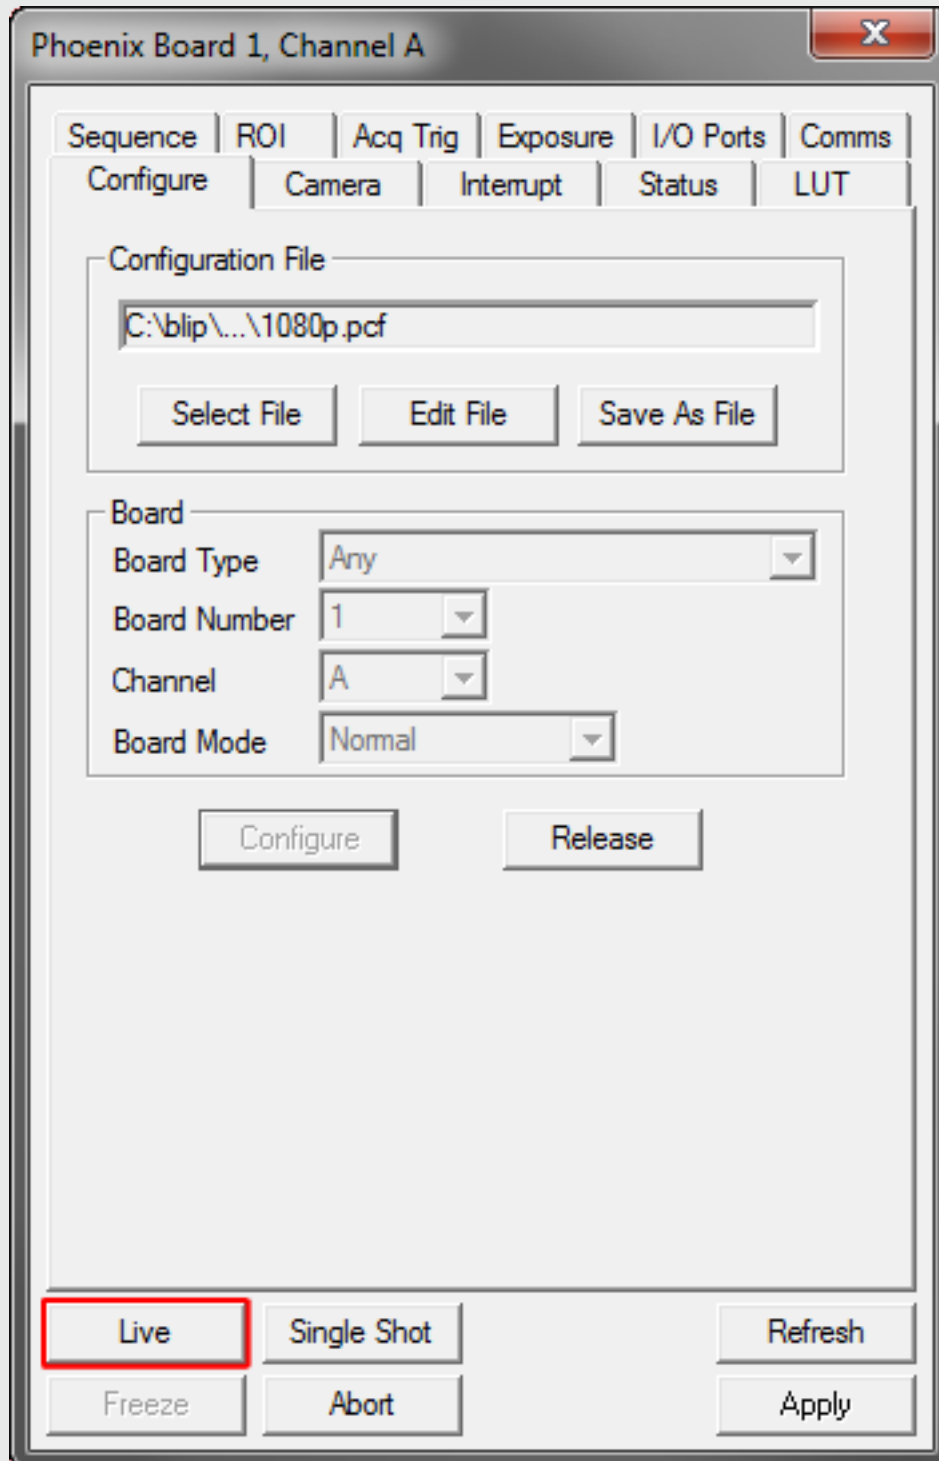 Phoenix Board 1, Channel A
Sequence ROI Acq Trig Exposure I/O Ports Comms
Configure Camera Interrupt Status LUT
Configuration File
C:\blip\...\1080p.pcf
Select File Edit File Save As File
Board
Board Type Any
Board Number 1
Channel A
Board Mode Normal
Configure Release
Live Single Shot Refresh
Freeze Abort Apply